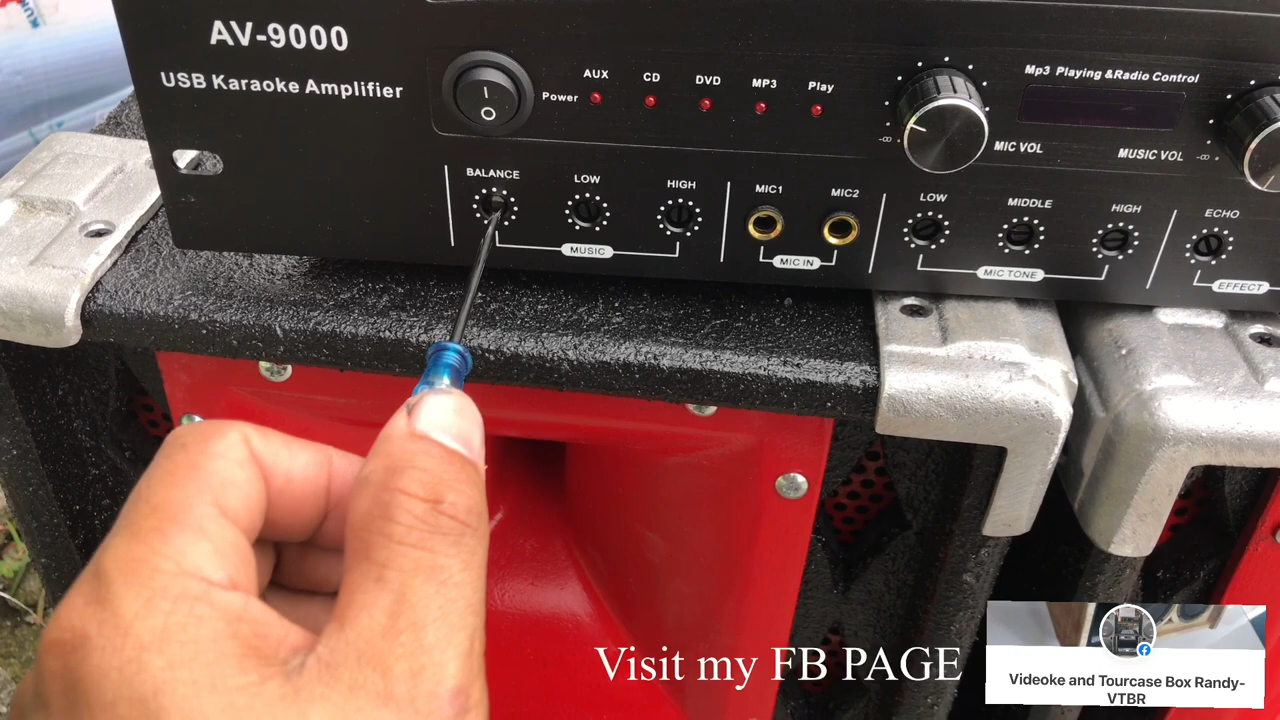 AV-9000
USB Karaoke Amplifier
Power
AUX
CD
DVD
MP3
Play
Mp3 Playing &Radio Control
-∞
MIC VOL
MUSIC VOL
-∞
BALANCE
LOW
HIGH
MUSIC
MIC1
MIC2
MIC IN
LOW
MIDDLE
HIGH
MIC TONE
ECHO
EFFECT
Visit my FB PAGE
Videoke and Tourcase Box Randy-
VTBR